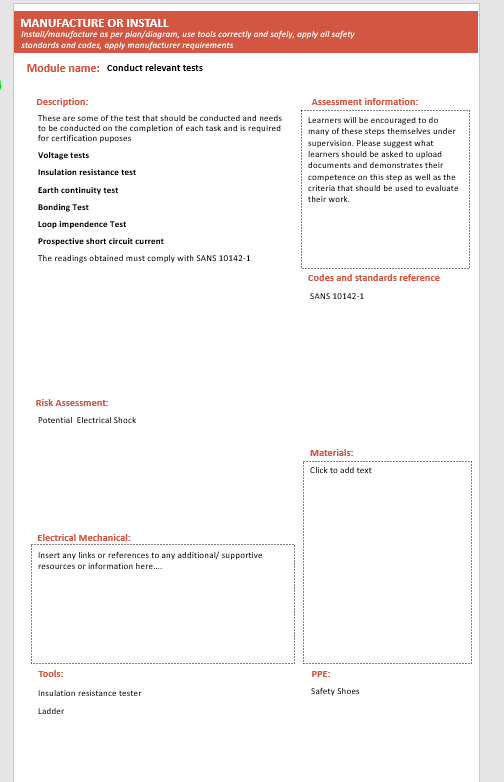 MANUFACTURE OR INSTALL
Install/manufacture as per plan/diagram, use tools correctly and safely, apply all safety
standards and codes, apply manufacturer requirements
Module name: Conduct relevant tests
Description:
These are some of the test that should be conducted and needs
to be conducted on the completion of each task and is required
for certification puposes
Voltage tests
Insulation resistance test
Earth continuity test
Bonding Test
Loop impendence Test
Prospective short circuit current
The readings obtained must comply with SANS 10142-1
Assessment information:
Learners will be encouraged to do
many of these steps themselves under
supervision. Please suggest what
learners should be asked to upload
documents and demonstrates their
competence on this step as well as the
criteria that should be used to evaluate
their work.
Codes and standards reference
SANS 10142-1
Risk Assessment:
Potential Electrical Shock
Materials:
Click to add text
Electrical Mechanical:
Insert any links or references to any additional/ supportive
resources or information here....
Tools:
Insulation resistance tester
Ladder
PPE:
Safety Shoes